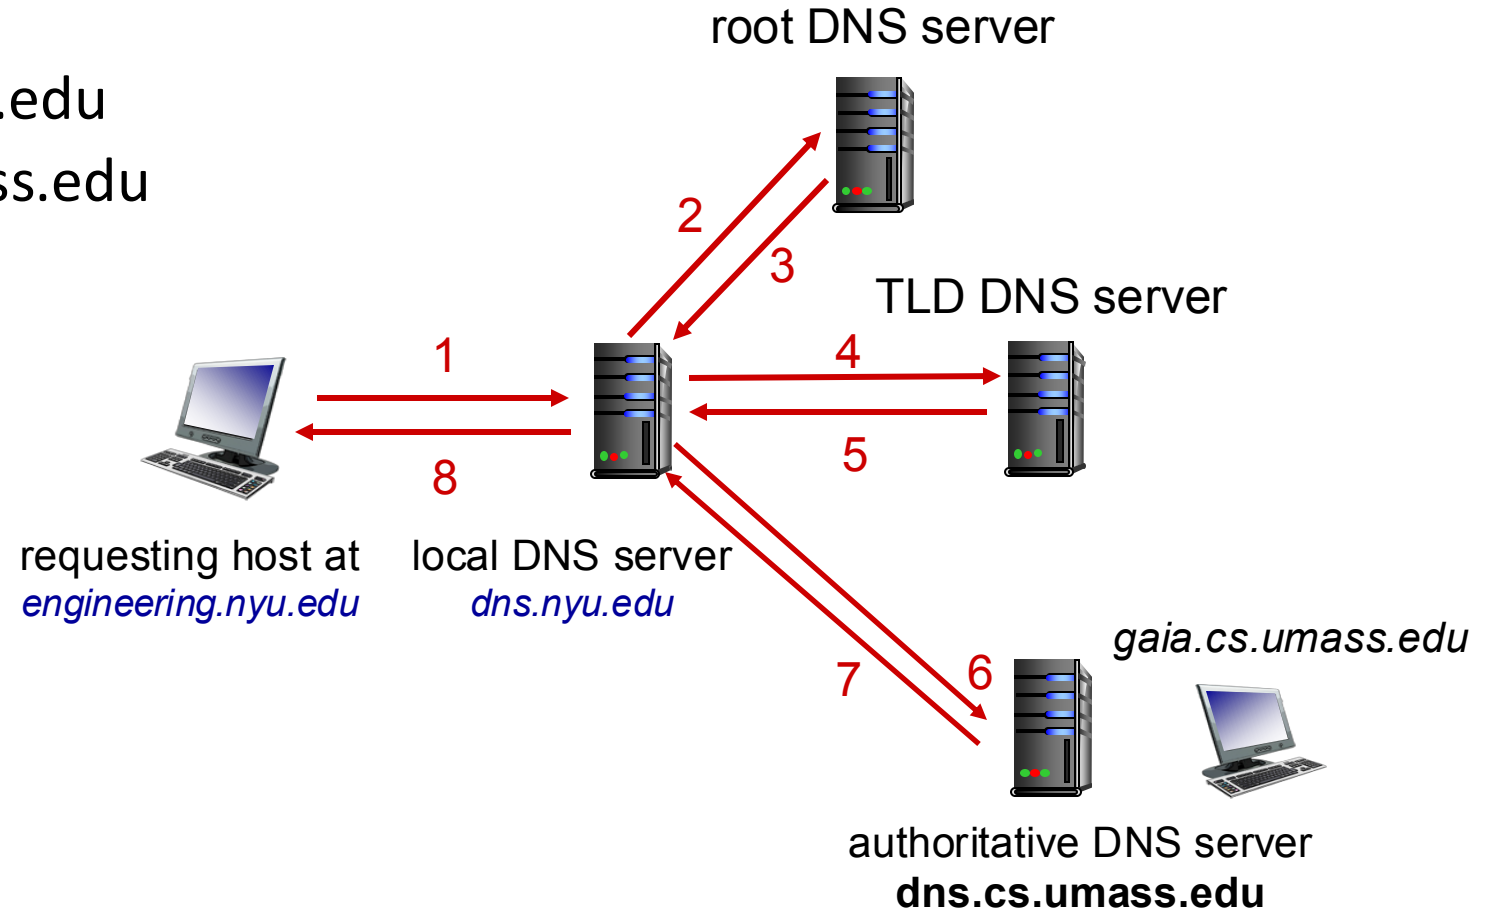 root DNS server
.edu
ss.edu
2
3
TLD DNS server
1
4
8
5
requesting host at
engineering.nyu.edu
local DNS server
dns.nyu.edu
gaia.cs.umass.edu
7
6
authoritative DNS server
dns.cs.umass.edu